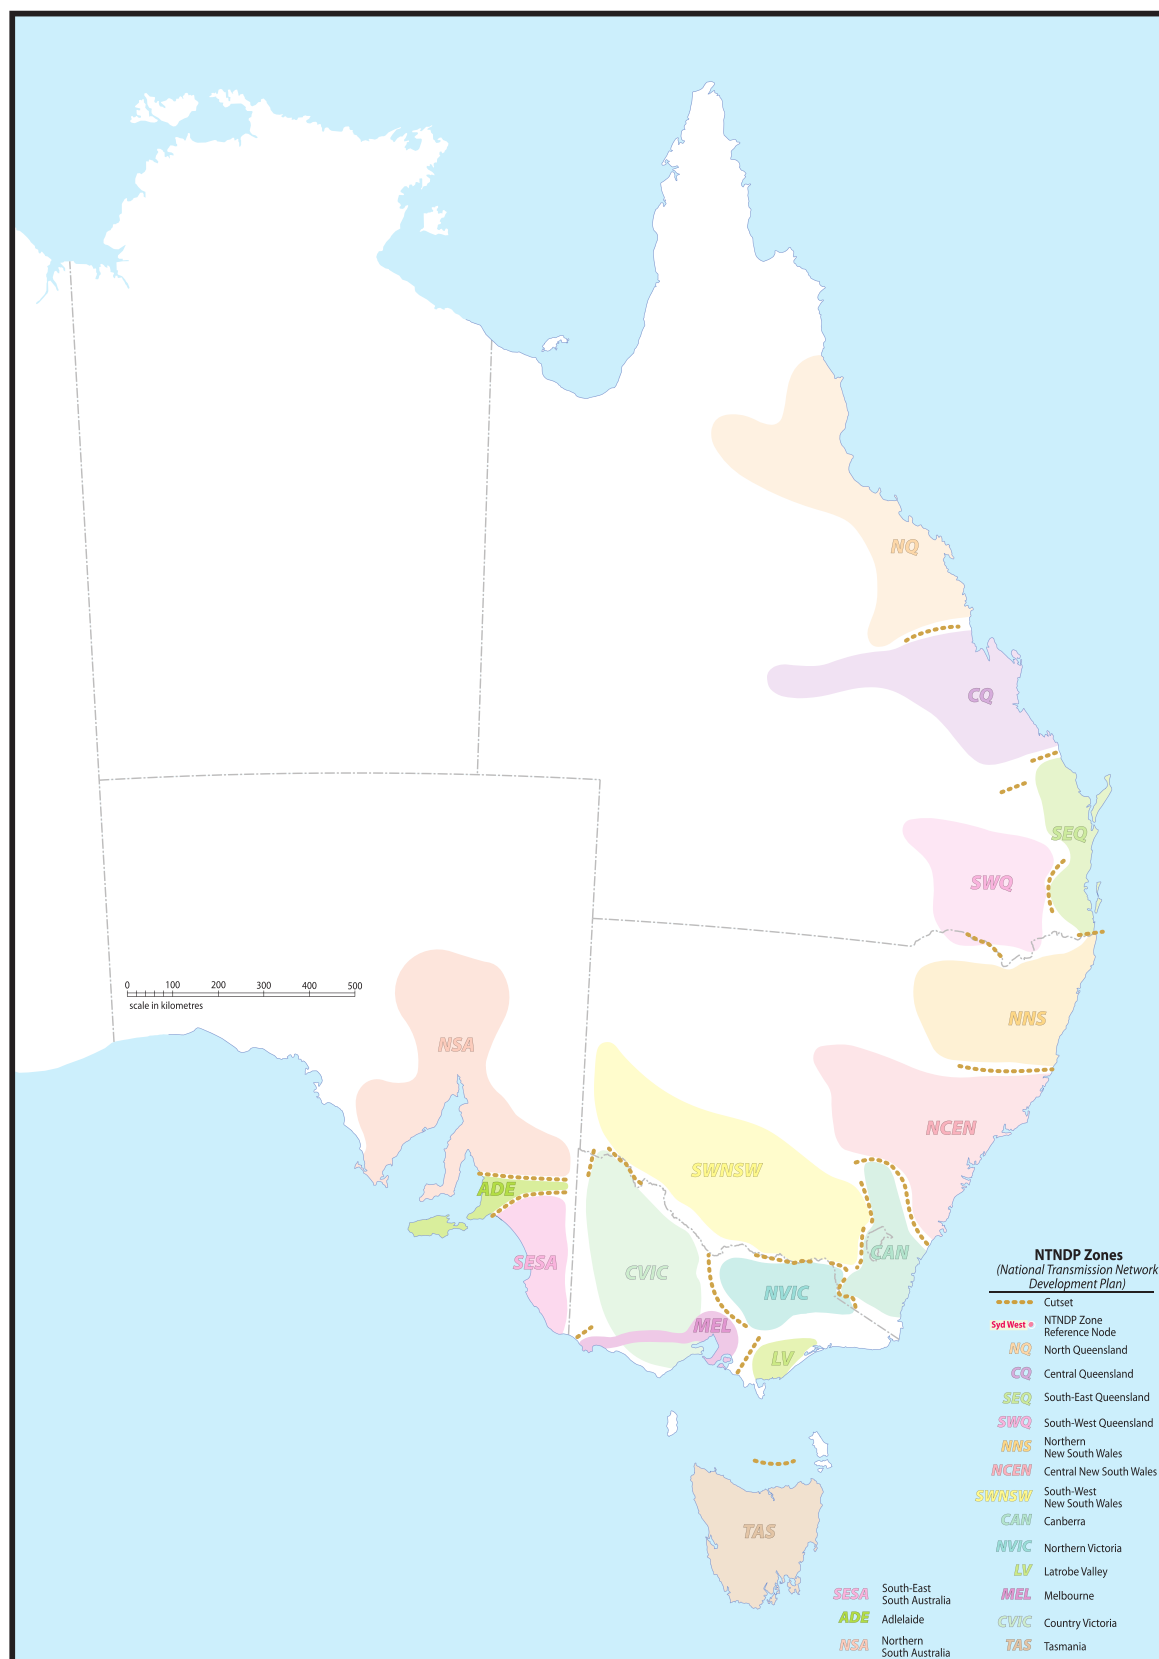 NQ
CQ
SEQ
SWQ
NNS
NSA
0 100 200 300 400 500
scale in kilometres
NCEN
SWNSW
ADE
CAN
SESA
CVIC
NVIC
MEL
LV
TAS
NTNDP Zones
(National Transmission Network
Development Plan)
Cutset
Syd West NTNDP Zone
Reference Node
NQ North Queensland
CQ Central Queensland
SEQ South-East Queensland
SWQ South-West Queensland
NNS Northern
New South Wales
NCEN Central New South Wales
SWNSW South-West
New South Wales
CAN Canberra
NVIC Northern Victoria
LV Latrobe Valley
MEL Melbourne
CVIC Country Victoria
TAS Tasmania
SESA South-East
South Australia
ADE Adlelaide
NSA Northern
South Australia